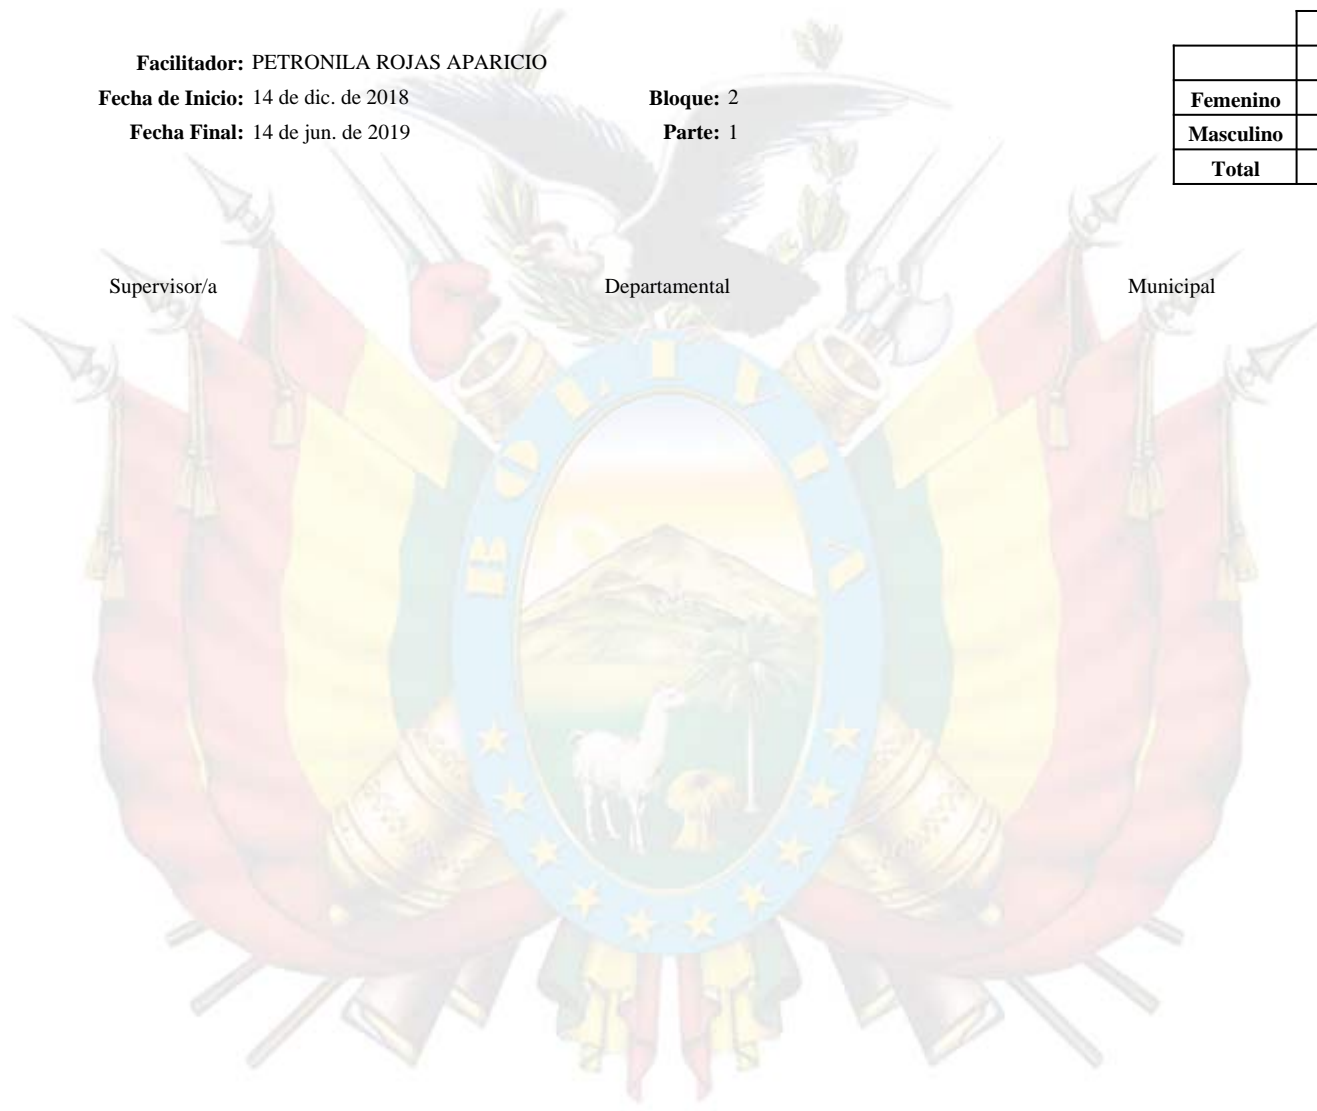 Facilitador: PETRONILA ROJAS APARICIO
Fecha de Inicio: 14 de dic. de 2018 Bloque: 2
Fecha Final: 14 de jun. de 2019 Parte: 1
Femenino
Masculino
Total
Supervisor/a Departamental Municipal
BOLIVIA